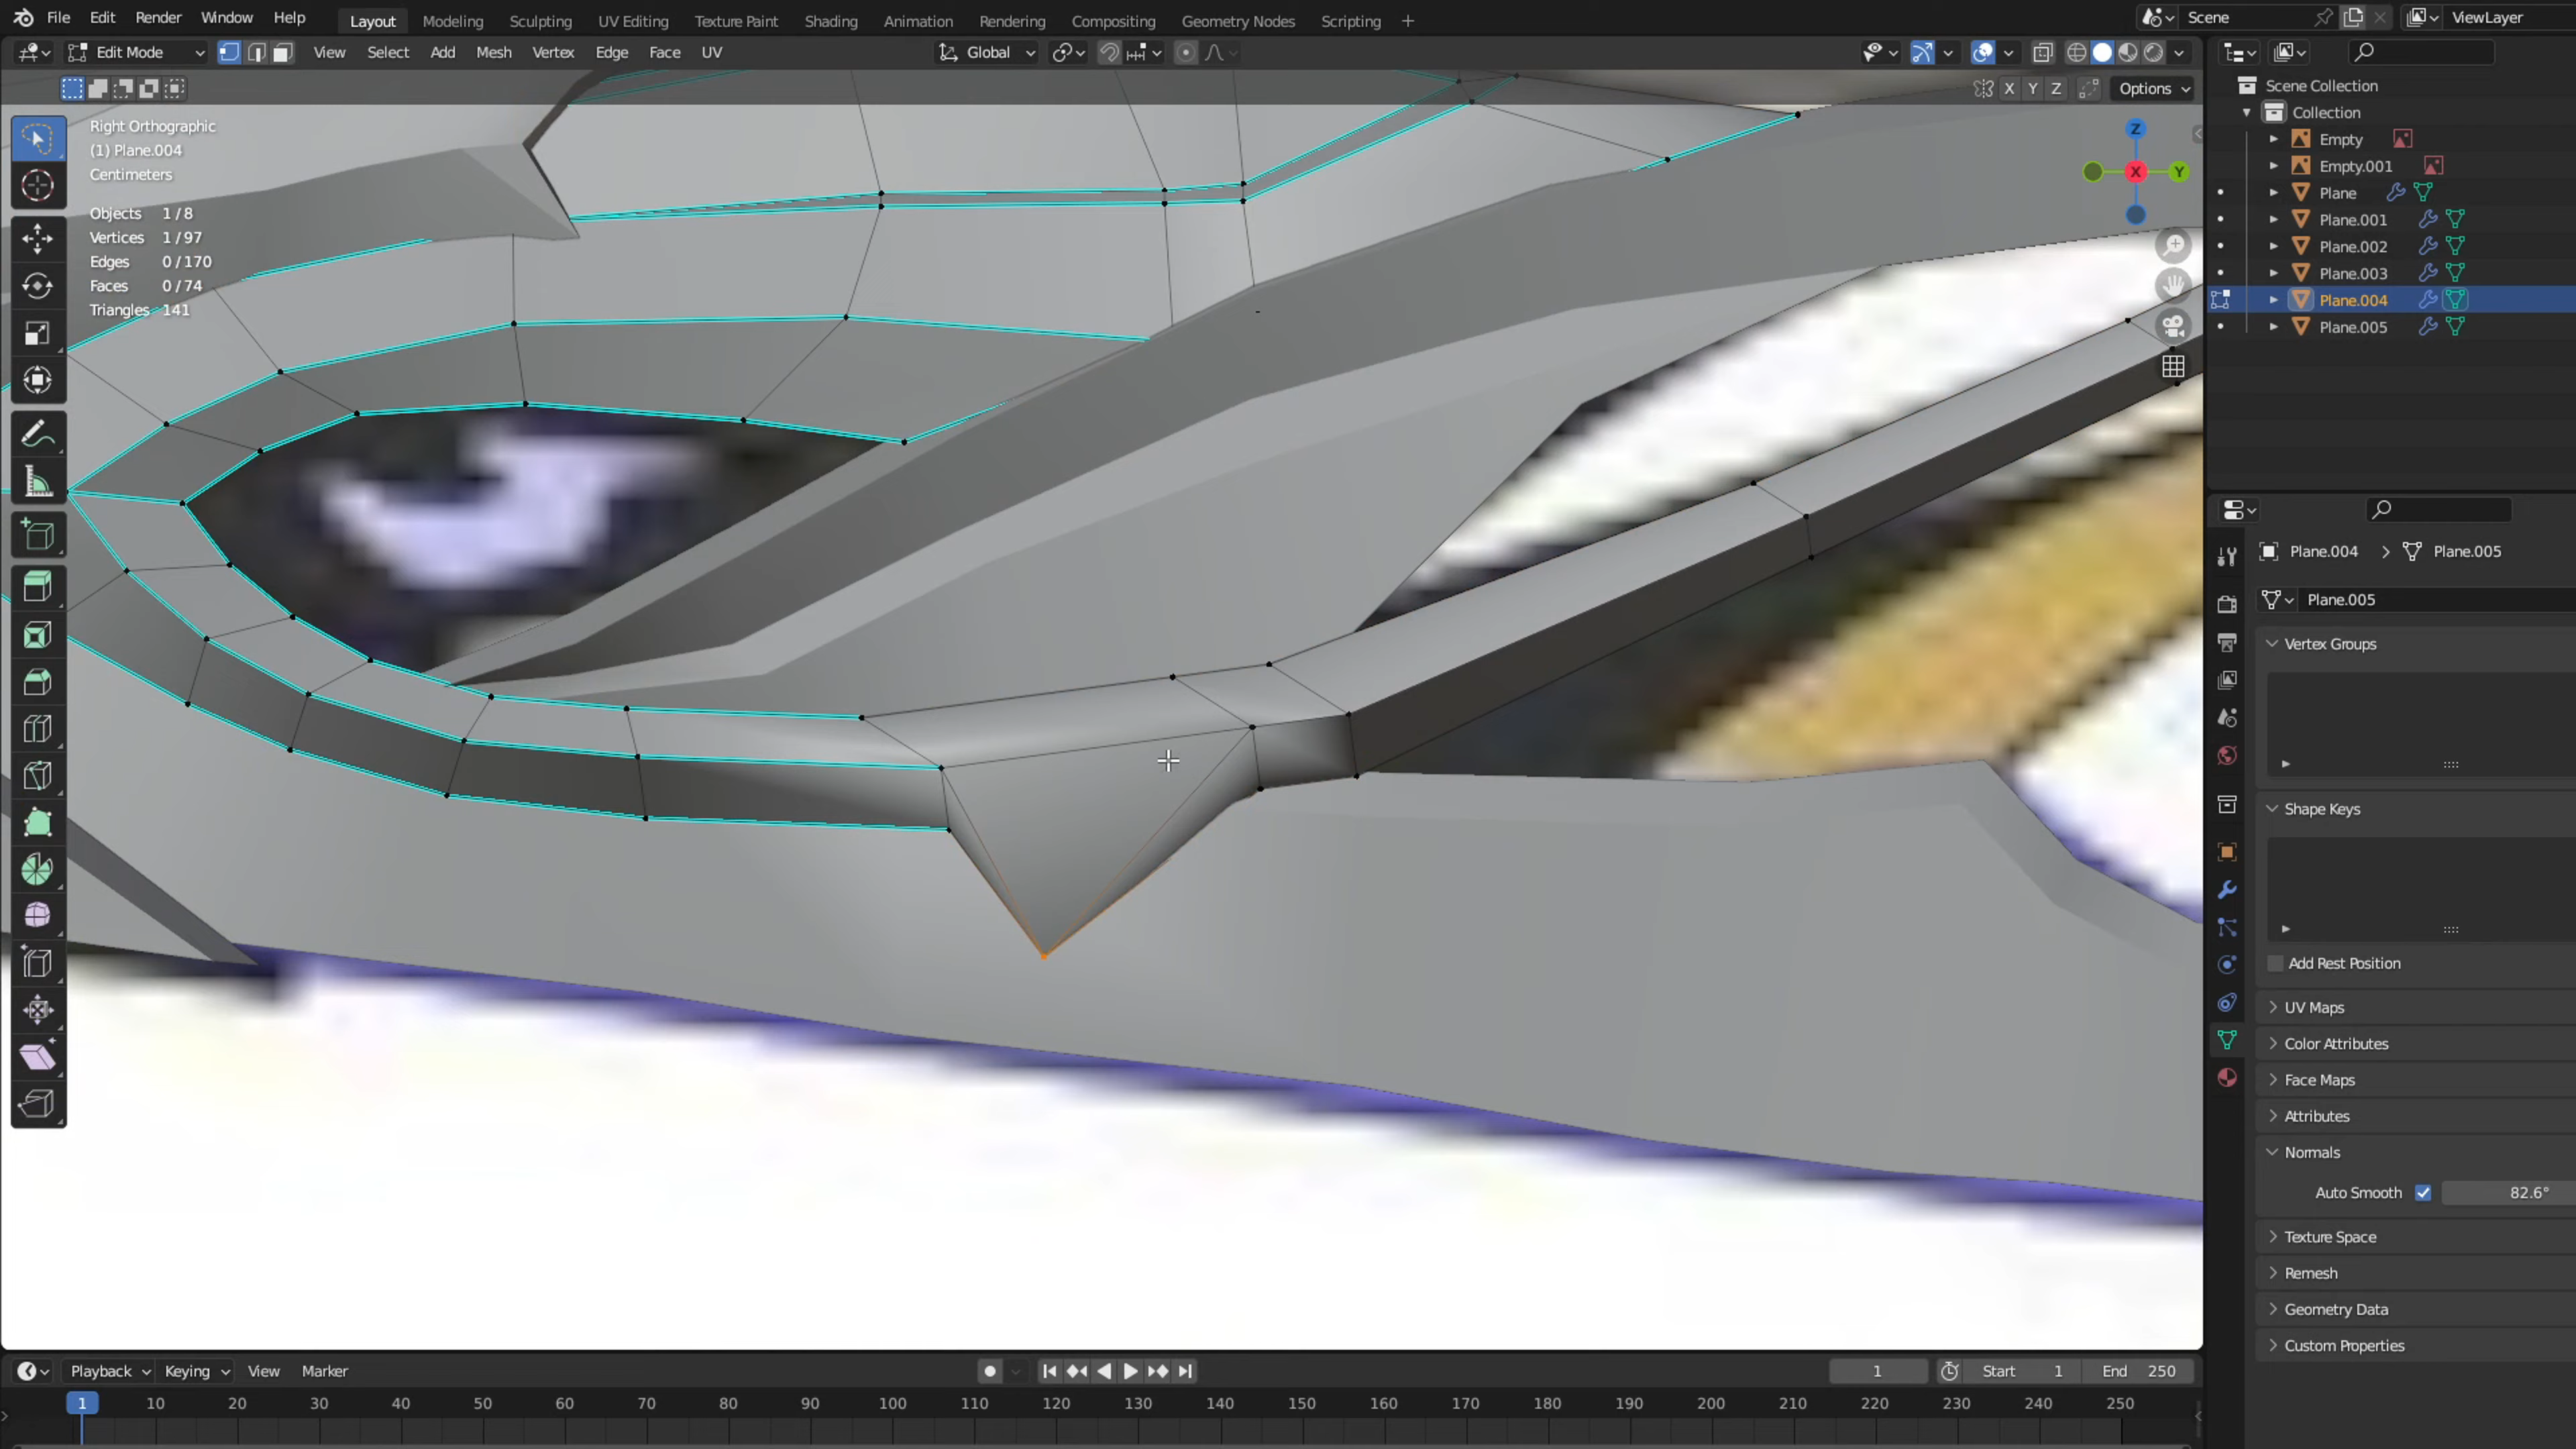 File Edit Render Window Help Layout Modeling Sculpting UV Editing Texture Paint Shading Animation Rendering Compositing Geometry Nodes Scripting + Scene ViewLayer
Edit Mode View Select Add Mesh Vertex Edge Face UV Global
X Y Z Options
Right Orthographic
(1) Plane.004
Centimeters
Objects 1 / 8
Vertices 1 / 97
Edges 0 / 170
Faces 0 / 74
Triangles 141
Z
X
Y
Scene Collection
Collection
Empty
Empty.001
Plane
Plane.001
Plane.002
Plane.003
Plane.004
Plane.005
Plane.004 > Plane.005
Plane.005
Vertex Groups
Shape Keys
Add Rest Position
UV Maps
Color Attributes
Face Maps
Attributes
Normals
Auto Smooth 82.6°
Texture Space
Remesh
Geometry Data
Custom Properties
Playback Keying View Marker 1 Start 1 End 250
1 10 20 30 40 50 60 70 80 90 100 110 120 130 140 150 160 170 180 190 200 210 220 230 240 250